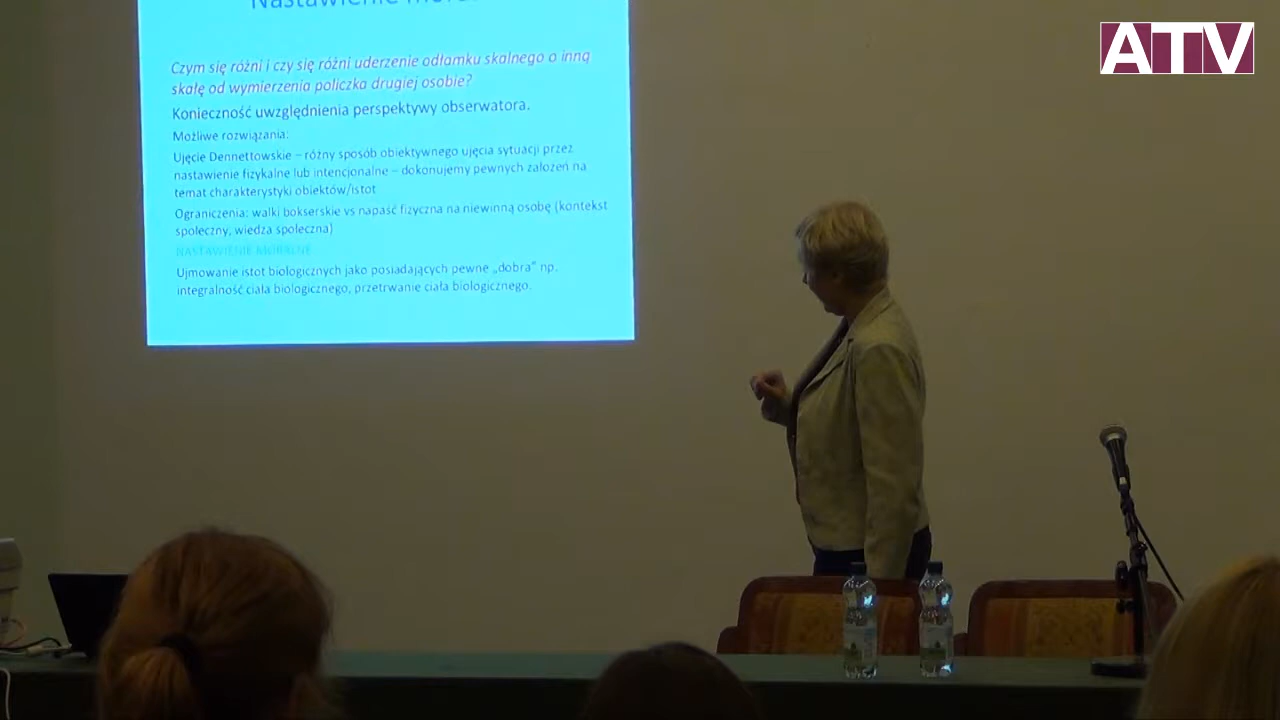 Nastawienie
ATV
Czym się różni i czy się różni uderzenie odłamku skalnego o inną
skałę od wymierzenia policzka drugiej osobie?
Konieczność uwzględnienia perspektywy obserwatora.
Możliwe rozwiązania:
Ujęcie Dennettowskie – różny sposób obiektywnego ujęcia sytuacji przez
nastawienie fizykalne lub intencjonalne – dokonujemy pewnych założeń na
temat charakterystyki obiektów/istot
Ograniczenia: walki bokserskie vs napaść fizyczna na niewinną osobę (kontekst
społeczny, wiedza społeczna)
NASTAWIENIE MORALNE
Ujmowanie istot biologicznych jako posiadających pewne „dobra" np.
integralność ciała biologicznego, przetrwanie ciała biologicznego.